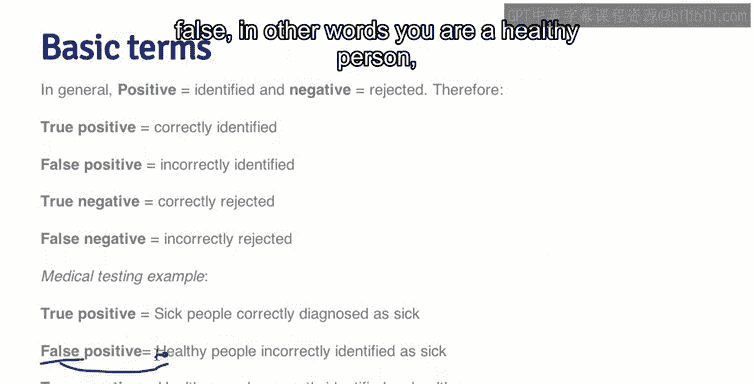 false, in other words you are a healthy
person,
Basic terms
In general, Positive = identified and negative = rejected. Therefore:
True positive = correctly identified
False positive = incorrectly identified
True negative = correctly rejected
False negative = incorrectly rejected
Medical testing example:
True positive = Sick people correctly diagnosed as sick
False positive= Healthy people incorrectly identified as sick